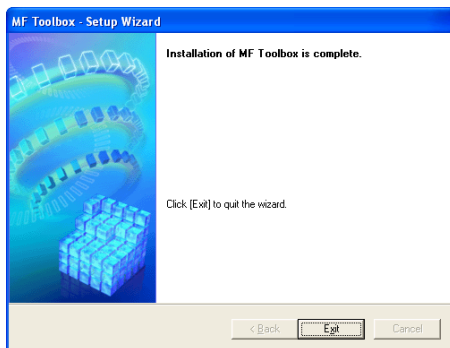 MF Toolbox - Setup Wizard
Installation of MF Toolbox is complete.
Click [Exit] to quit the wizard.
< Back Exit Cancel